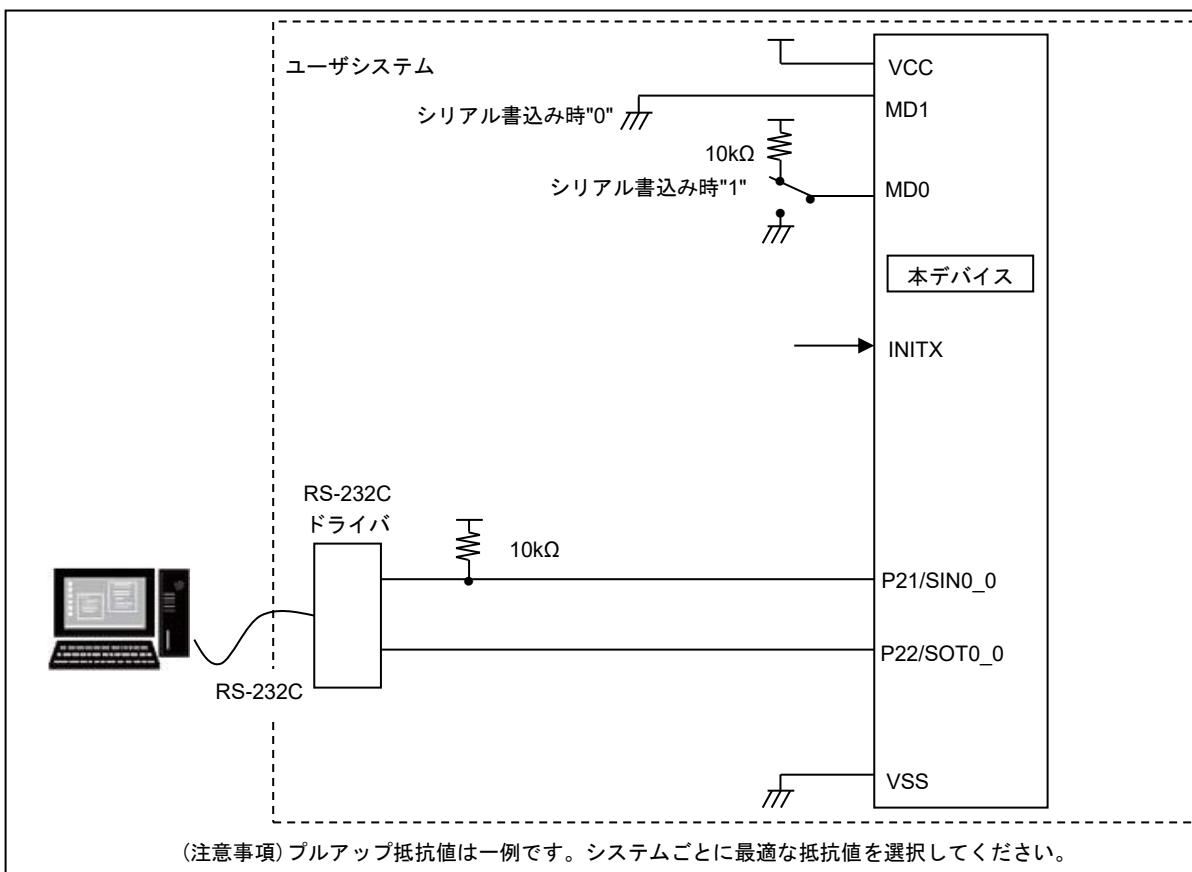 ユーザシステム
VCC
MD1
シリアル書込み時"0"
10kΩ
シリアル書込み時"1"
MD0
本デバイス
INITX
RS-232C
ドライバ
10kΩ
P21/SIN0_0
P22/SOT0_0
RS-232C
VSS
(注意事項) プルアップ抵抗値は一例です。システムごとに最適な抵抗値を選択してください。